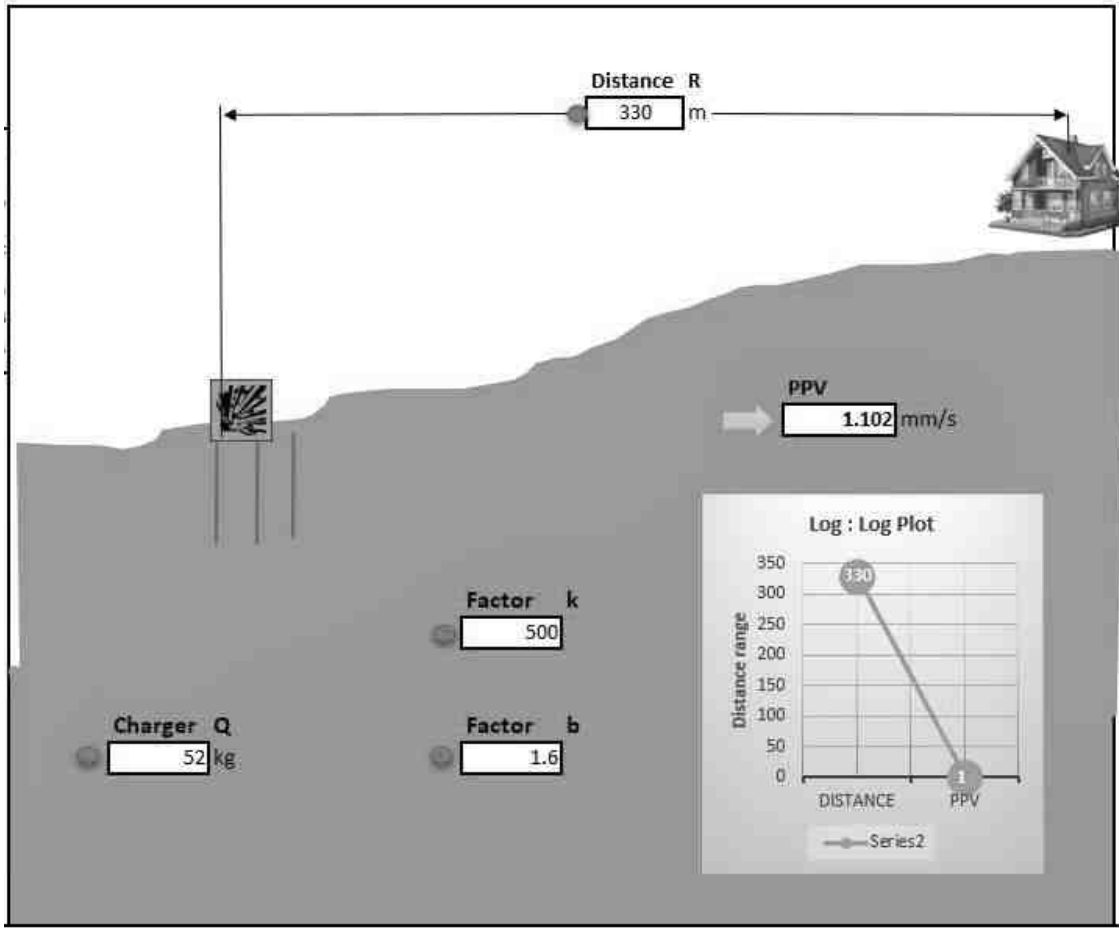 Distance R
330 m
PPV
1.102 mm/s
Log : Log Plot
Distance range
350
300
250
200
150
100
50
0
330
1
DISTANCE PPV
Series2
Factor k
500
Charger Q
52 kg
Factor b
1.6